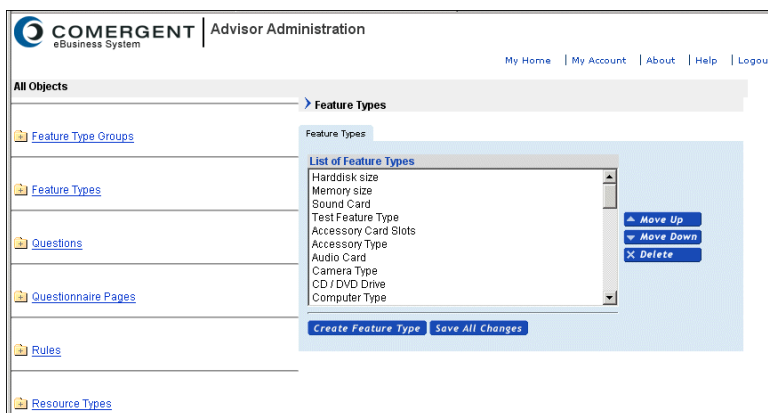 COMERGENT Advisor Administration
eBusiness System
My Home | My Account | About | Help | Logou
All Objects
Feature Types
Feature Type Groups
Feature Types
List of Feature Types
Harddisk size
Memory size
Feature Types
Sound Card
Test Feature Type
Move Up
Accessory Card Slots
Move Down
Accessory Type
Questions
Audio Card
Delete
Camera Type
CD / DVD Drive
Questionnaire Pages
Computer Type
Create Feature Type Save All Changes
Rules
Resource Types